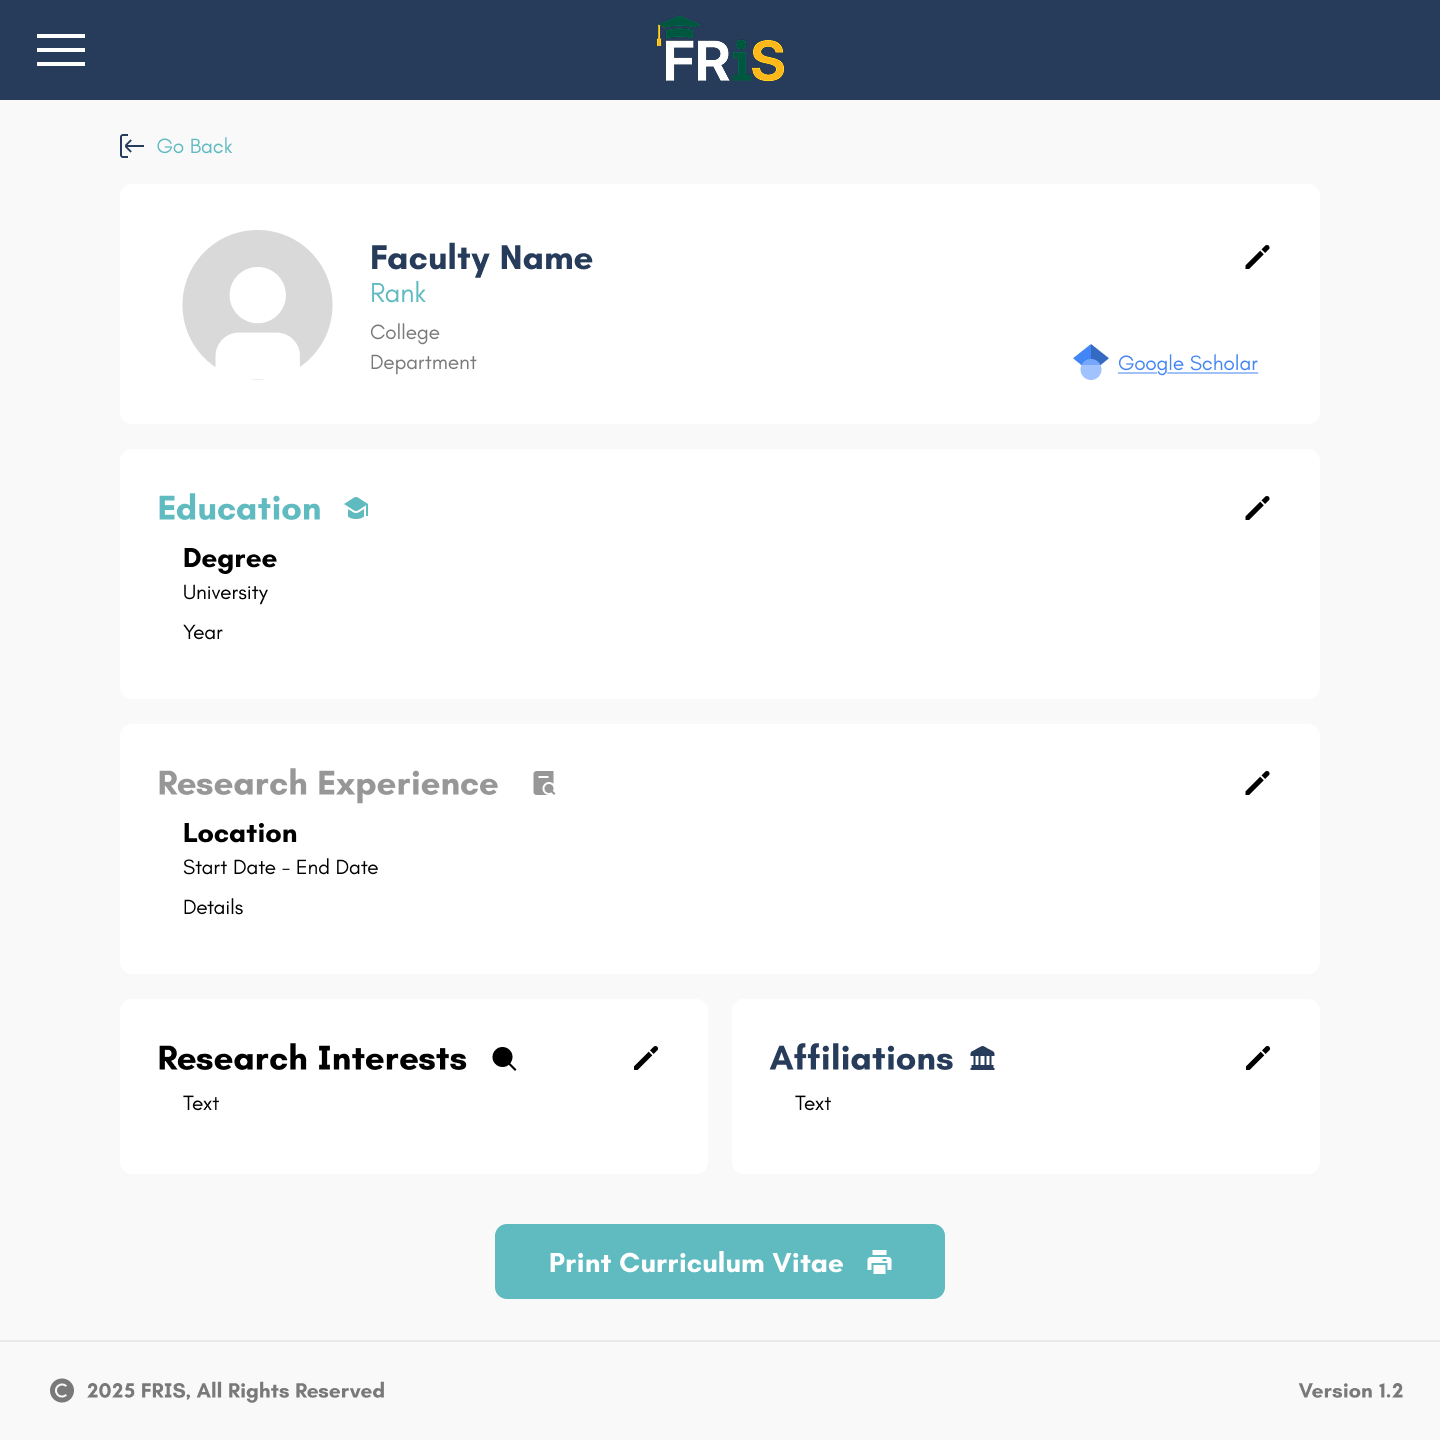 FRiS
Go Back
Faculty Name
Rank
College
Department
Google Scholar
Education
Degree
University
Year
Research Experience
Location
Start Date - End Date
Details
Research Interests
Text
Affiliations
Text
Print Curriculum Vitae
© 2025 FRIS, All Rights Reserved
Version 1.2